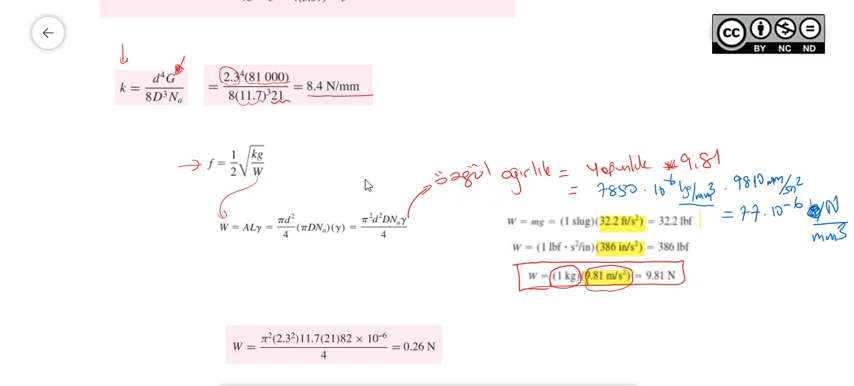 k = d⁴G / 8D³Nₐ = 2.3⁴(81 000) / 8(11.7)³21 = 8.4 N/mm
f = 1/2 √(kg/W)
özgül ağırlık = yoğunluk * 9,81
= 7850 · 10⁻⁶ kg/mm³ · 9810 mm/sn²
= 77 · 10⁻⁶ N/mm³
W = ALγ = πd²/4 (πDNₐ)(γ) = π²d²DNₐγ/4
W = mg = (1 slug)(32.2 ft/s²) = 32.2 lbf
W = (1 lbf · s²/in)(386 in/s²) = 386 lbf
W = (1 kg)(9.81 m/s²) = 9.81 N
W = π²(2.3²)11.7(21)82 × 10⁻⁶ / 4 = 0.26 N
cc
BY NC ND